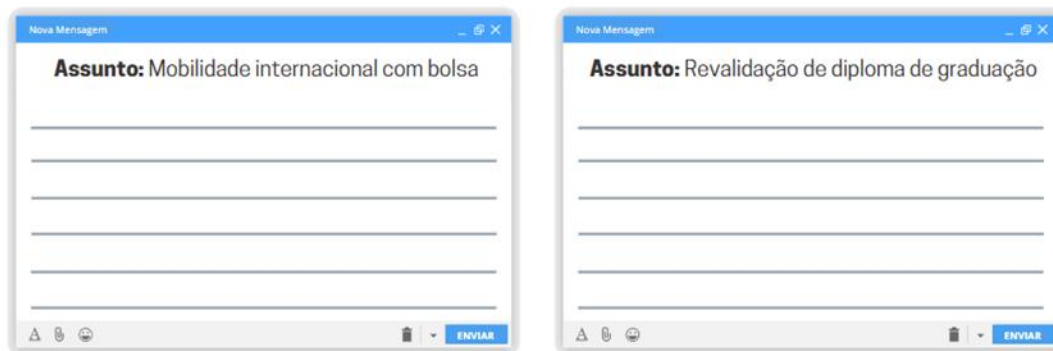 Nova Mensagem
Assunto: Mobilidade internacional com bolsa
A
ENVIAR
Nova Mensagem
Assunto: Revalidação de diploma de graduação
A
ENVIAR